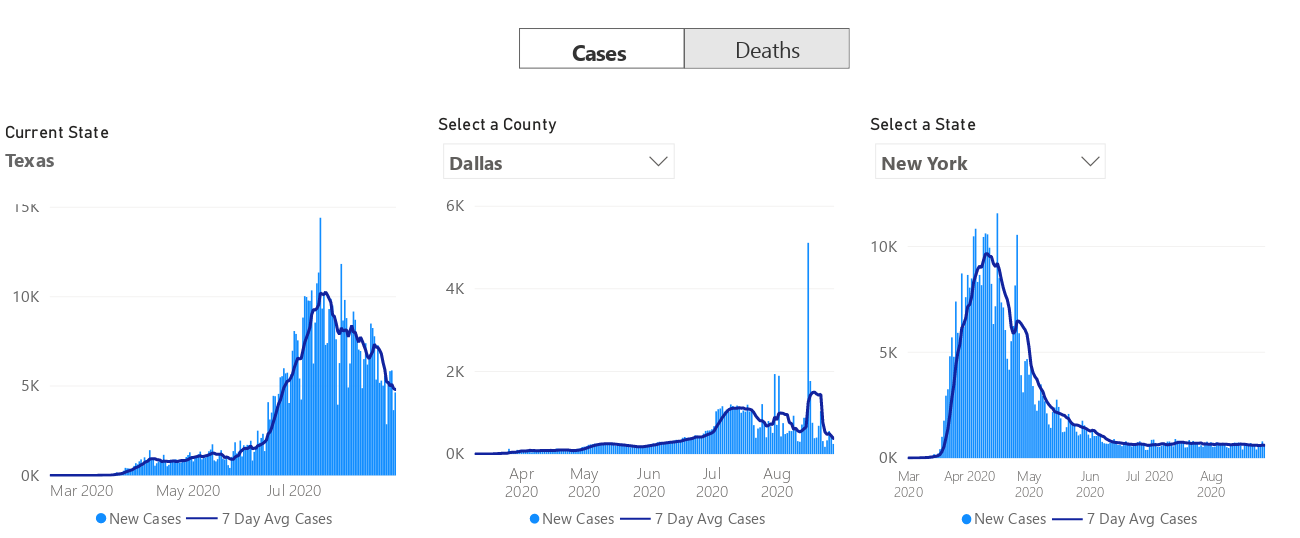 Cases
Deaths
Current State
Texas
15K
10K
5K
0K
Mar 2020 May 2020 Jul 2020
New Cases 7 Day Avg Cases
Select a County
Dallas
6K
4K
2K
0K
Apr May Jun Jul Aug
2020 2020 2020 2020 2020
New Cases 7 Day Avg Cases
Select a State
New York
10K
5K
0K
Mar Apr 2020 May Jun Jul 2020 Aug
2020 2020 2020 2020
New Cases 7 Day Avg Cases